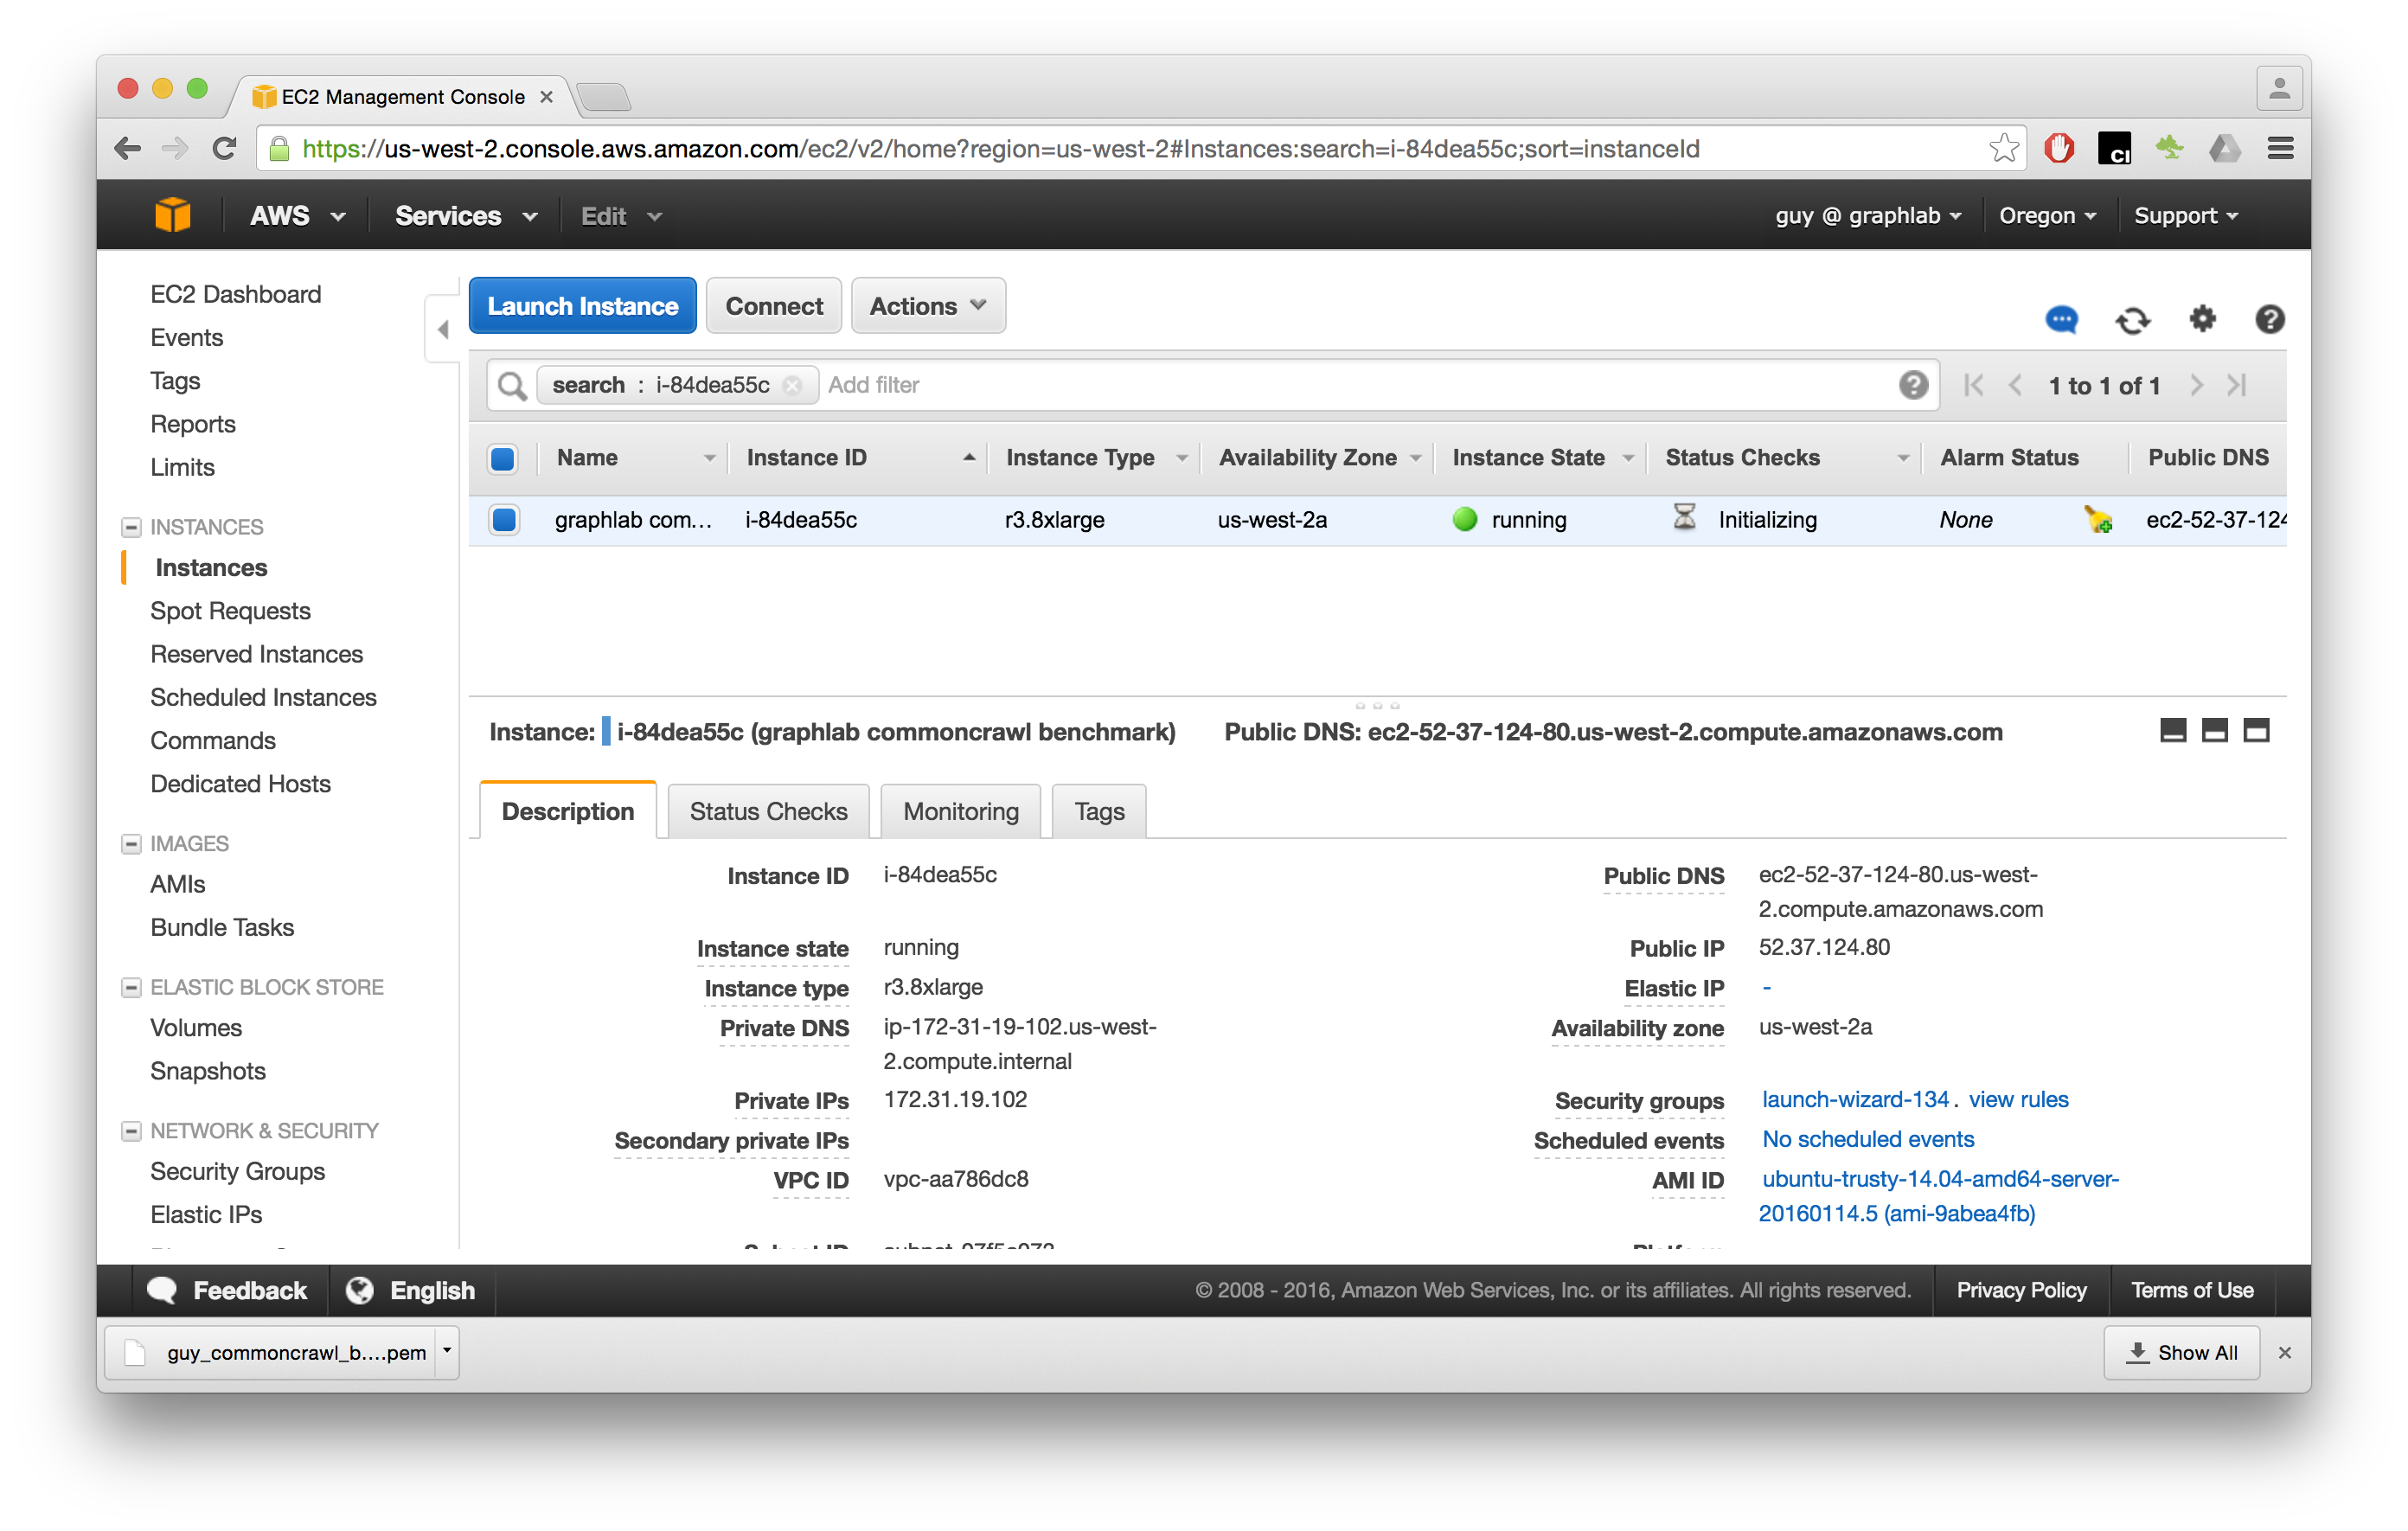 EC2 Management Console
https://us-west-2.console.aws.amazon.com/ec2/v2/home?region=us-west-2#Instances:search=i-84dea55c;sort=instanceId
CI
AWS Services Edit guy @ graphlab Oregon Support
EC2 Dashboard
Events
Tags
Reports
Limits
INSTANCES
Instances
Spot Requests
Reserved Instances
Scheduled Instances
Commands
Dedicated Hosts
IMAGES
AMIs
Bundle Tasks
ELASTIC BLOCK STORE
Volumes
Snapshots
NETWORK & SECURITY
Security Groups
Elastic IPs
Launch Instance Connect Actions
search : i-84dea55c Add filter 1 to 1 of 1
Name Instance ID Instance Type Availability Zone Instance State Status Checks Alarm Status Public DNS
graphlab com... i-84dea55c r3.8xlarge us-west-2a running Initializing None ec2-52-37-124
Instance: i-84dea55c (graphlab commoncrawl benchmark) Public DNS: ec2-52-37-124-80.us-west-2.compute.amazonaws.com
Description Status Checks Monitoring Tags
Instance ID i-84dea55c
Instance state running
Instance type r3.8xlarge
Private DNS ip-172-31-19-102.us-west-
2.compute.internal
Private IPs 172.31.19.102
Secondary private IPs
VPC ID vpc-aa786dc8
Public DNS ec2-52-37-124-80.us-west-
2.compute.amazonaws.com
Public IP 52.37.124.80
Elastic IP -
Availability zone us-west-2a
Security groups launch-wizard-134. view rules
Scheduled events No scheduled events
AMI ID ubuntu-trusty-14.04-amd64-server-
20160114.5 (ami-9abea4fb)
Feedback English © 2008 - 2016, Amazon Web Services, Inc. or its affiliates. All rights reserved. Privacy Policy Terms of Use
guy_commoncrawl_b....pem Show All